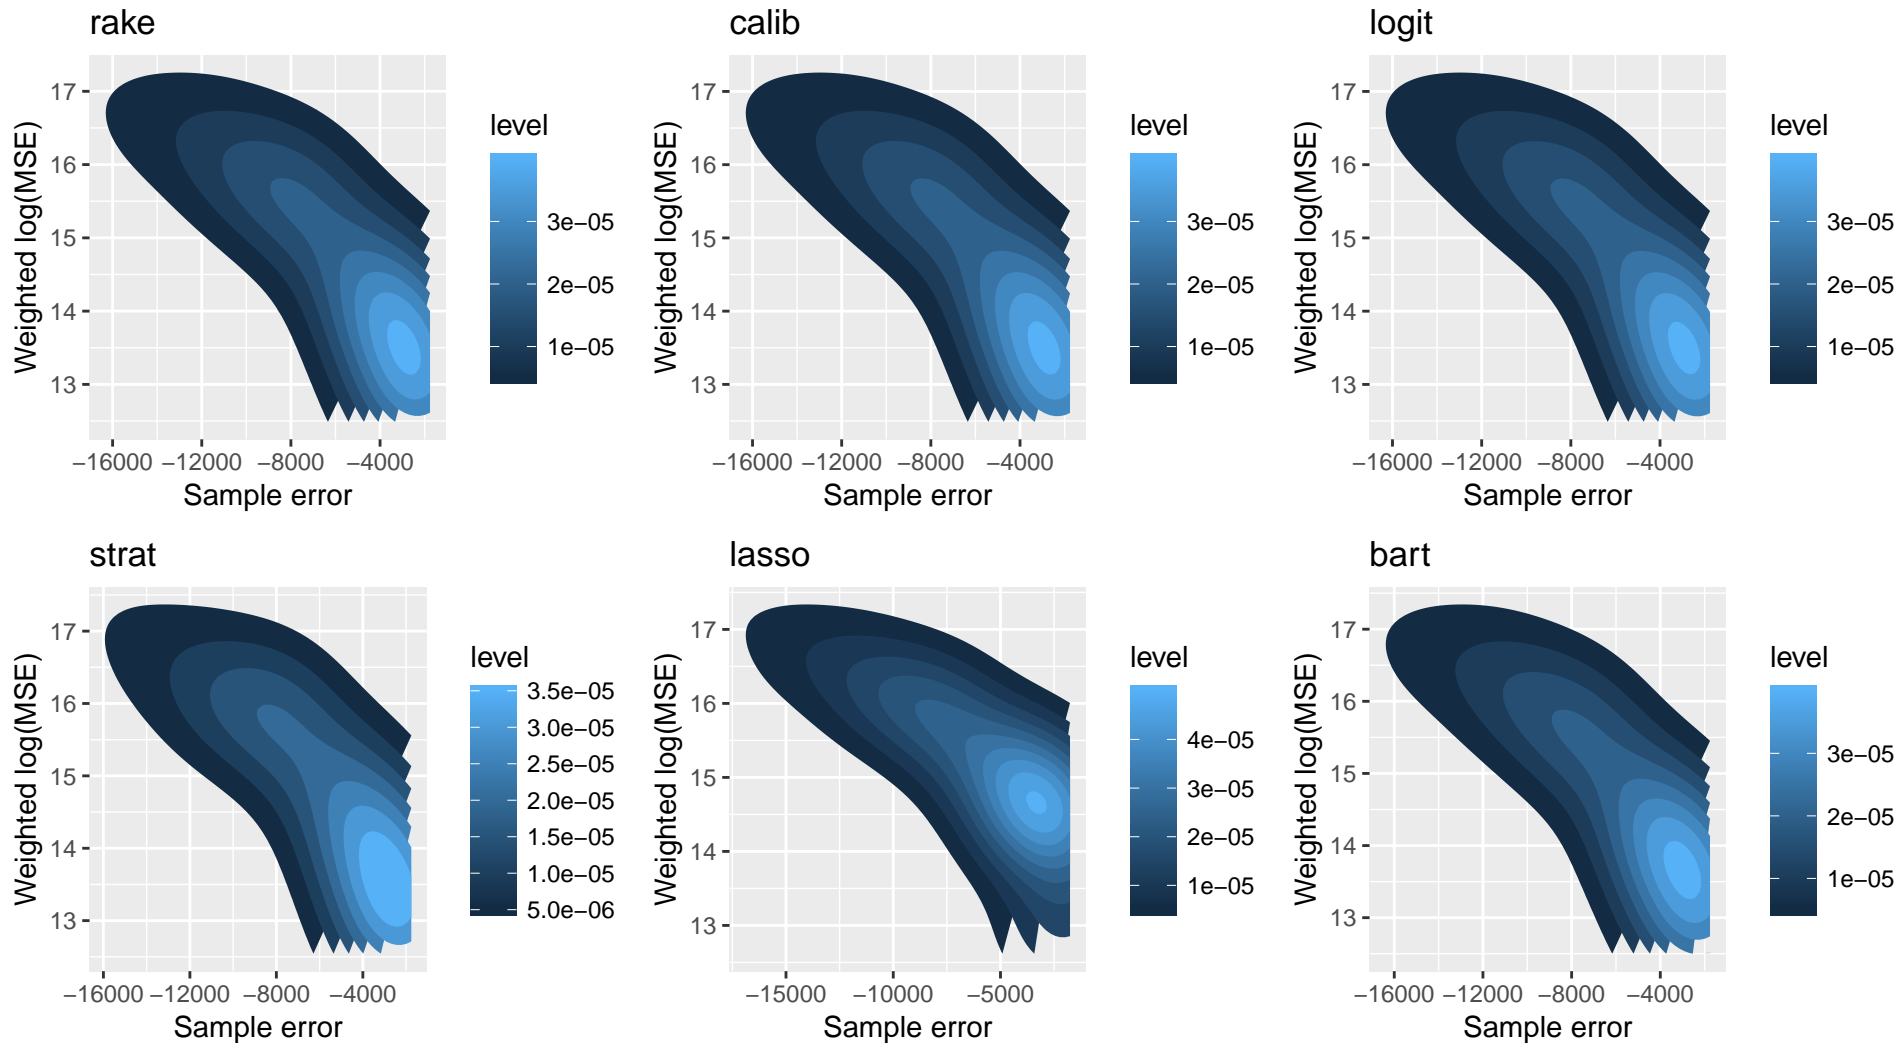 rake
calib
logit
17
16
15
14
13
Weighted log(MSE)
−16000 −12000 −8000 −4000
Sample error
level
3e−05
2e−05
1e−05
17
16
15
14
13
Weighted log(MSE)
−16000 −12000 −8000 −4000
Sample error
level
3e−05
2e−05
1e−05
17
16
15
14
13
Weighted log(MSE)
−16000 −12000 −8000 −4000
Sample error
level
3e−05
2e−05
1e−05
strat
lasso
bart
17
16
15
14
13
Weighted log(MSE)
−16000 −12000 −8000 −4000
Sample error
level
3.5e−05
3.0e−05
2.5e−05
2.0e−05
1.5e−05
1.0e−05
5.0e−06
17
16
15
14
13
Weighted log(MSE)
−15000 −10000 −5000
Sample error
level
4e−05
3e−05
2e−05
1e−05
17
16
15
14
13
Weighted log(MSE)
−16000 −12000 −8000 −4000
Sample error
level
3e−05
2e−05
1e−05